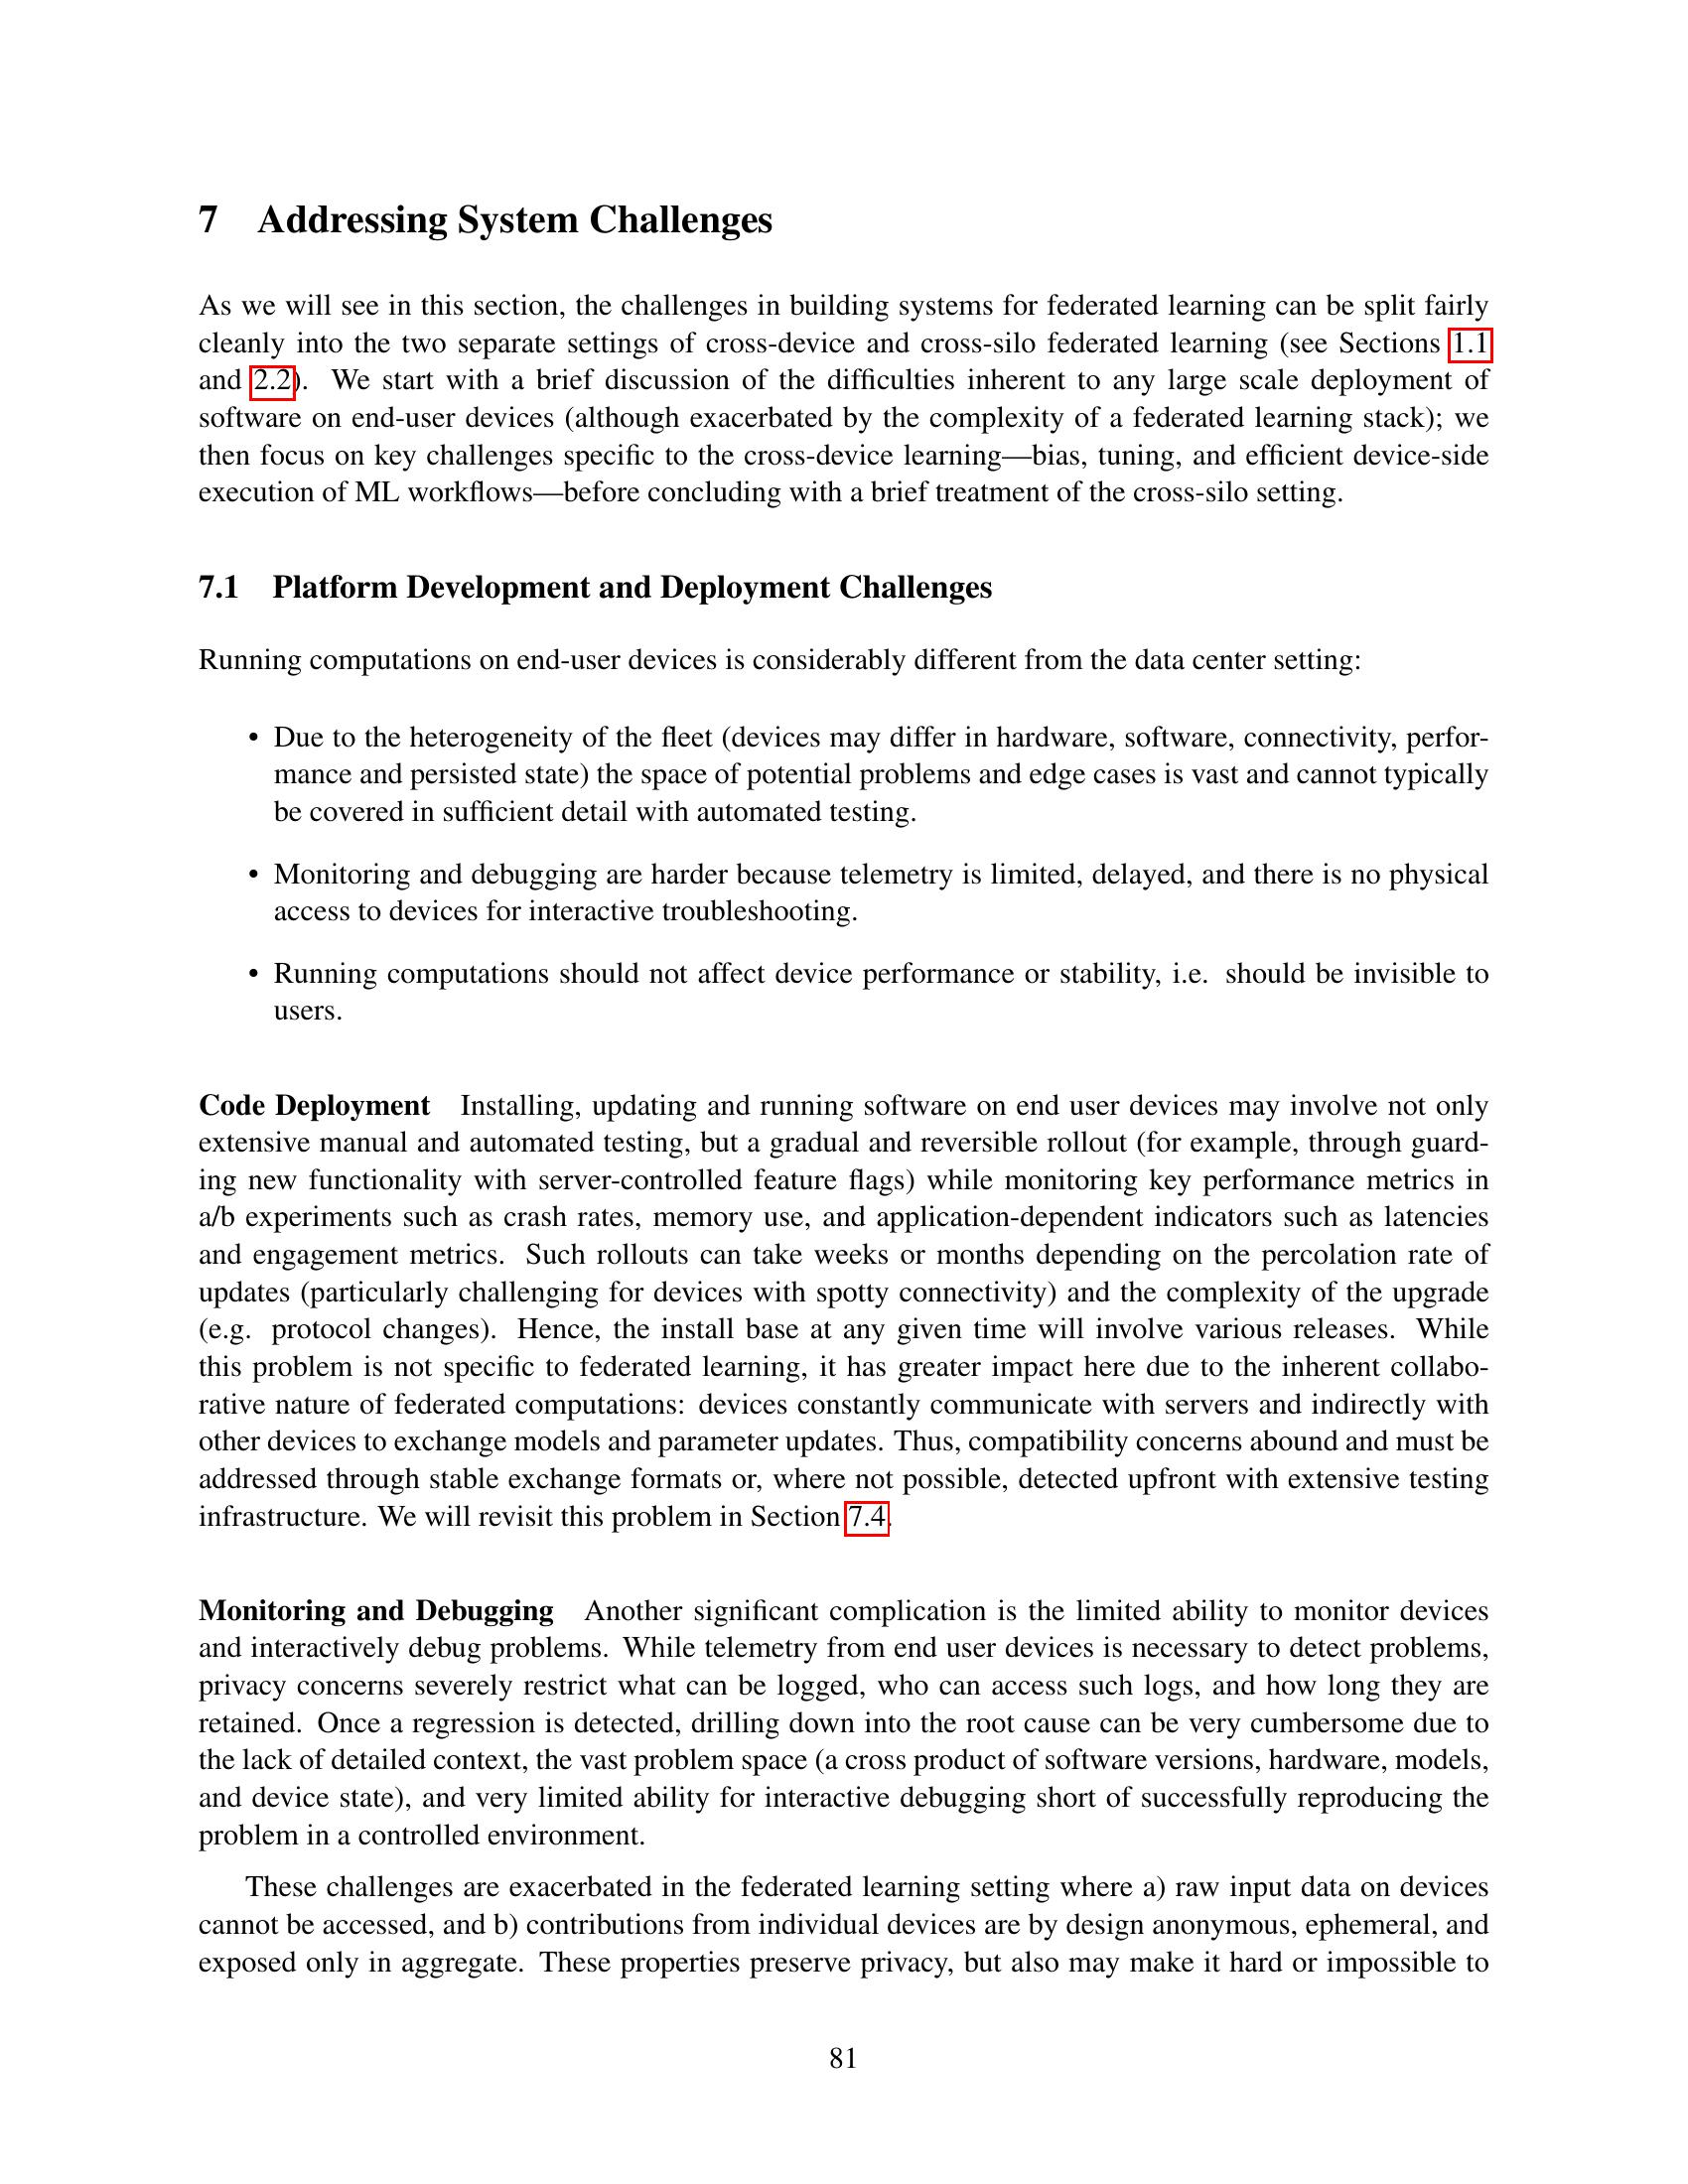 7 Addressing System Challenges
As we will see in this section, the challenges in building systems for federated learning can be split fairly
cleanly into the two separate settings of cross-device and cross-silo federated learning (see Sections 1.1
and 2.2). We start with a brief discussion of the difficulties inherent to any large scale deployment of
software on end-user devices (although exacerbated by the complexity of a federated learning stack); we
then focus on key challenges specific to the cross-device learning—bias, tuning, and efficient device-side
execution of ML workflows—before concluding with a brief treatment of the cross-silo setting.
7.1 Platform Development and Deployment Challenges
Running computations on end-user devices is considerably different from the data center setting:
• Due to the heterogeneity of the fleet (devices may differ in hardware, software, connectivity, perfor-
mance and persisted state) the space of potential problems and edge cases is vast and cannot typically
be covered in sufficient detail with automated testing.
• Monitoring and debugging are harder because telemetry is limited, delayed, and there is no physical
access to devices for interactive troubleshooting.
• Running computations should not affect device performance or stability, i.e. should be invisible to
users.
Code Deployment Installing, updating and running software on end user devices may involve not only
extensive manual and automated testing, but a gradual and reversible rollout (for example, through guard-
ing new functionality with server-controlled feature flags) while monitoring key performance metrics in
a/b experiments such as crash rates, memory use, and application-dependent indicators such as latencies
and engagement metrics. Such rollouts can take weeks or months depending on the percolation rate of
updates (particularly challenging for devices with spotty connectivity) and the complexity of the upgrade
(e.g. protocol changes). Hence, the install base at any given time will involve various releases. While
this problem is not specific to federated learning, it has greater impact here due to the inherent collabo-
rative nature of federated computations: devices constantly communicate with servers and indirectly with
other devices to exchange models and parameter updates. Thus, compatibility concerns abound and must be
addressed through stable exchange formats or, where not possible, detected upfront with extensive testing
infrastructure. We will revisit this problem in Section 7.4.
Monitoring and Debugging Another significant complication is the limited ability to monitor devices
and interactively debug problems. While telemetry from end user devices is necessary to detect problems,
privacy concerns severely restrict what can be logged, who can access such logs, and how long they are
retained. Once a regression is detected, drilling down into the root cause can be very cumbersome due to
the lack of detailed context, the vast problem space (a cross product of software versions, hardware, models,
and device state), and very limited ability for interactive debugging short of successfully reproducing the
problem in a controlled environment.
These challenges are exacerbated in the federated learning setting where a) raw input data on devices
cannot be accessed, and b) contributions from individual devices are by design anonymous, ephemeral, and
exposed only in aggregate. These properties preserve privacy, but also may make it hard or impossible to
81